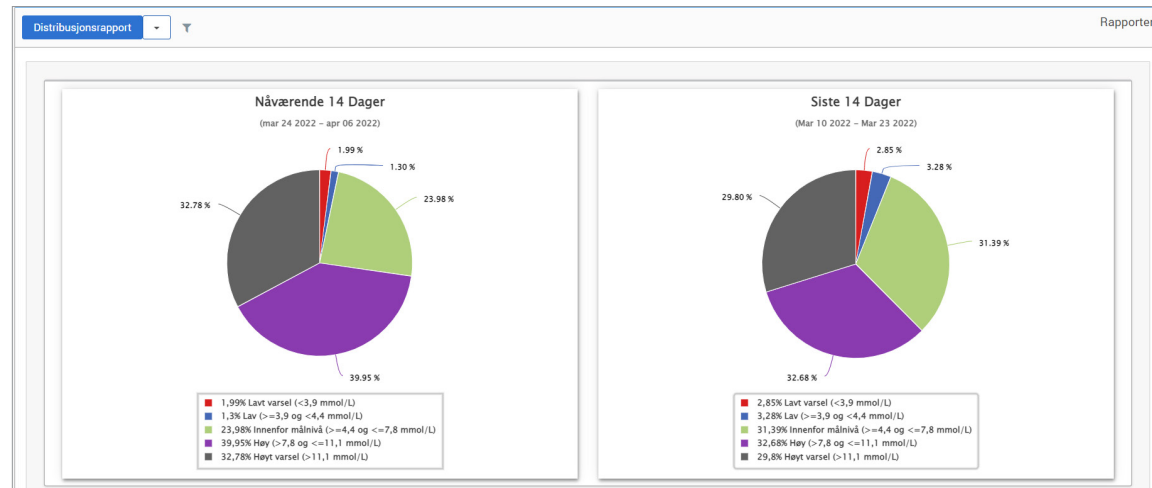 Distribusjonsrapport
Rapporter
Nåværende 14 Dager
(mar 24 2022 – apr 06 2022)
1.99 %
1.30 %
23.98 %
32.78 %
39.95 %
1,99% Lavt varsel (<3,9 mmol/L)
1,3% Lav (>=3,9 og <4,4 mmol/L)
23,98% Innenfor målnivå (>=4,4 og <=7,8 mmol/L)
39,95% Høy (>7,8 og <=11,1 mmol/L)
32,78% Høyt varsel (>11,1 mmol/L)
Siste 14 Dager
(Mar 10 2022 – Mar 23 2022)
2.85 %
3.28 %
29.80 %
31.39 %
32.68 %
2,85% Lavt varsel (<3,9 mmol/L)
3,28% Lav (>=3,9 og <4,4 mmol/L)
31,39% Innenfor målnivå (>=4,4 og <=7,8 mmol/L)
32,68% Høy (>7,8 og <=11,1 mmol/L)
29,8% Høyt varsel (>11,1 mmol/L)